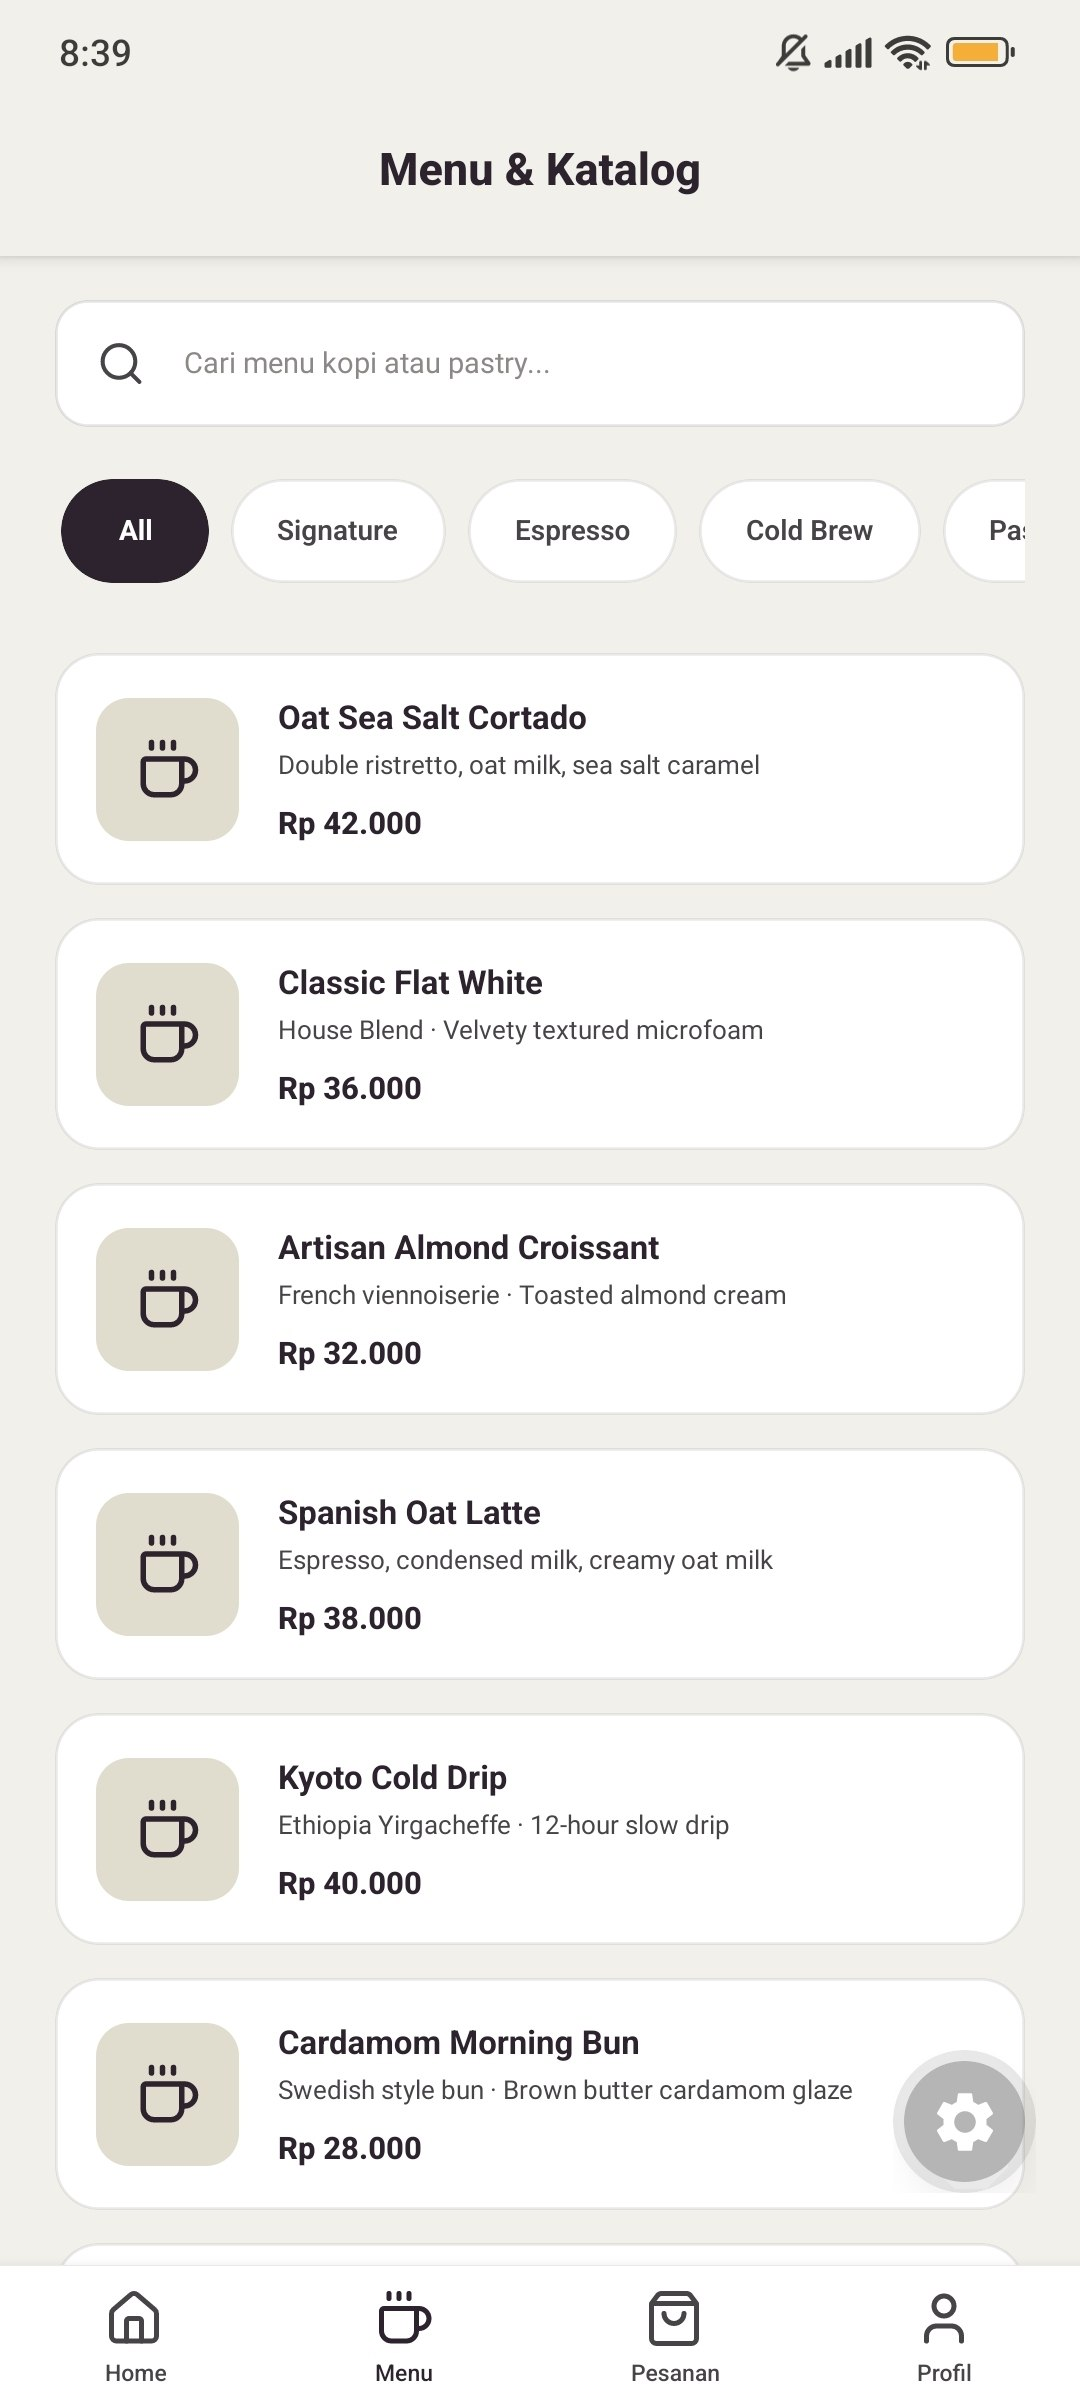 8:39
Menu & Katalog
Cari menu kopi atau pastry...
All
Signature
Espresso
Cold Brew
Oat Sea Salt Cortado
Double ristretto, oat milk, sea salt caramel
Rp 42.000
Classic Flat White
House Blend · Velvety textured microfoam
Rp 36.000
Artisan Almond Croissant
French viennoiserie · Toasted almond cream
Rp 32.000
Spanish Oat Latte
Espresso, condensed milk, creamy oat milk
Rp 38.000
Kyoto Cold Drip
Ethiopia Yirgacheffe · 12-hour slow drip
Rp 40.000
Cardamom Morning Bun
Swedish style bun · Brown butter cardamom glaze
Rp 28.000
Home
Menu
Pesanan
Profil